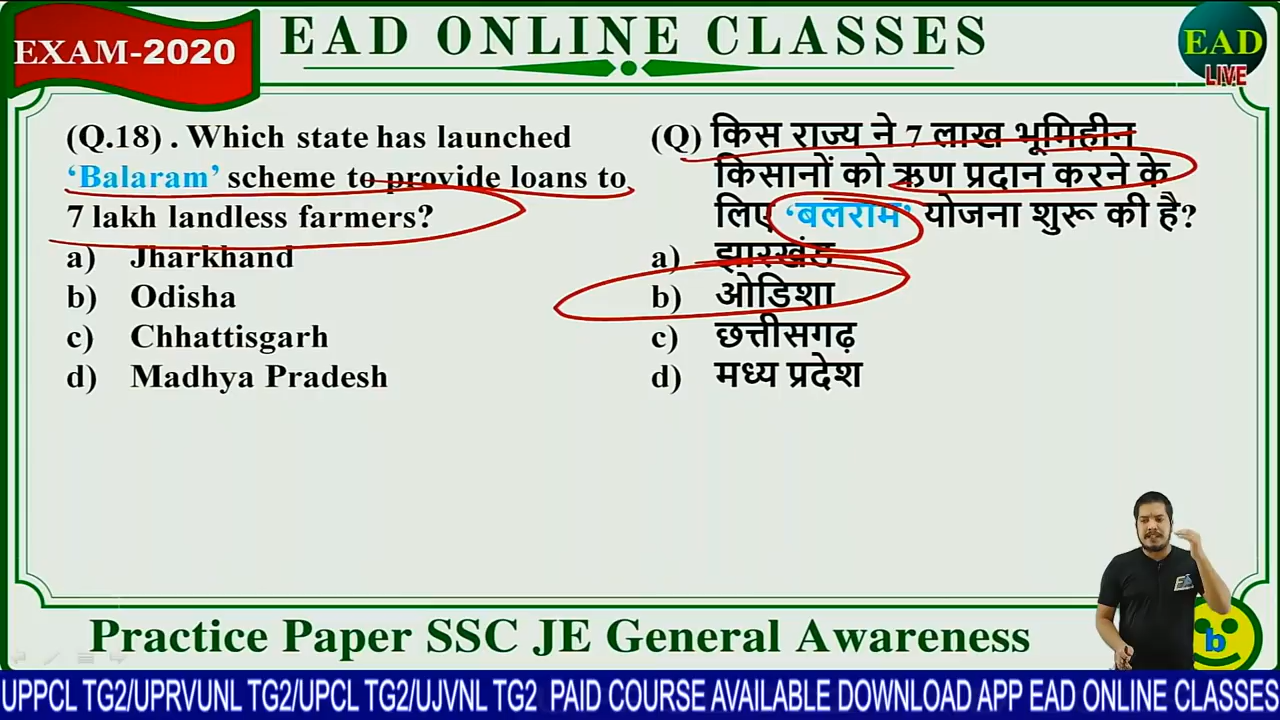 EXAM-2020
EAD ONLINE CLASSES
EAD
LIVE
(Q.18) . Which state has launched
‘Balaram’ scheme to provide loans to
7 lakh landless farmers?
a) Jharkhand
b) Odisha
c) Chhattisgarh
d) Madhya Pradesh
(Q) किस राज्य ने 7 लाख भूमिहीन
किसानों को ऋण प्रदान करने के
लिए ‘बलराम’ योजना शुरू की है?
a) झारखंड
b) ओडिशा
c) छत्तीसगढ़
d) मध्य प्रदेश
b
Practice Paper SSC JE General Awareness
UPPCL TG2/UPRVUNL TG2/UPCL TG2/UJVNL TG2 PAID COURSE AVAILABLE DOWNLOAD APP EAD ONLINE CLASSES